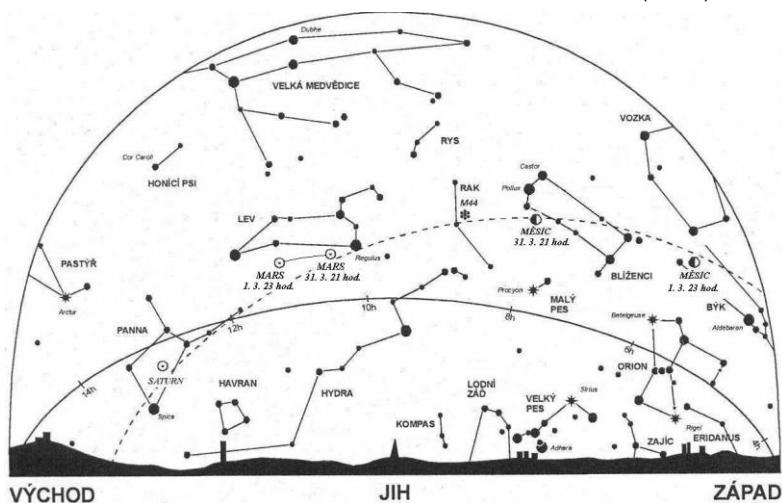 Dubhe
VELKÁ MEDVĚDICE
VOZKA
RYS
Cor Caroli
HONÍCÍ PSI
Castor
RAK
Pollux
M44
LEV
MĚSÍC
31. 3. 21 hod.
PASTÝŘ
MARS
1. 3. 23 hod.
MARS
31. 3. 21 hod.
Regulus
BLÍŽENCI
MĚSÍC
1. 3. 23 hod.
Arctur
Procyon
MALÝ
PES
BÝK
Aldebaran
PANNA
12h
10h
8h
Betelgeuse
6h
ORION
14h
SATURN
HAVRAN
HYDRA
LODNÍ
ZÁĎ
VELKÝ
PES
Sirius
Spica
KOMPAS
Adhara
Rigel
ZAJÍC
ERIDANUS
VÝCHOD
JIH
ZÁPAD